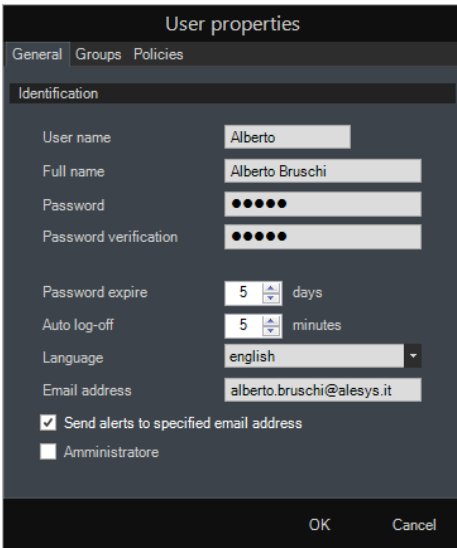 User properties
General Groups Policies
Identification
User name Alberto
Full name Alberto Bruschi
Password ●●●●●
Password verification ●●●●●
Password expire 5 days
Auto log-off 5 minutes
Language english
Email address alberto.bruschi@alesys.it
Send alerts to specified email address
Amministratore
OK Cancel